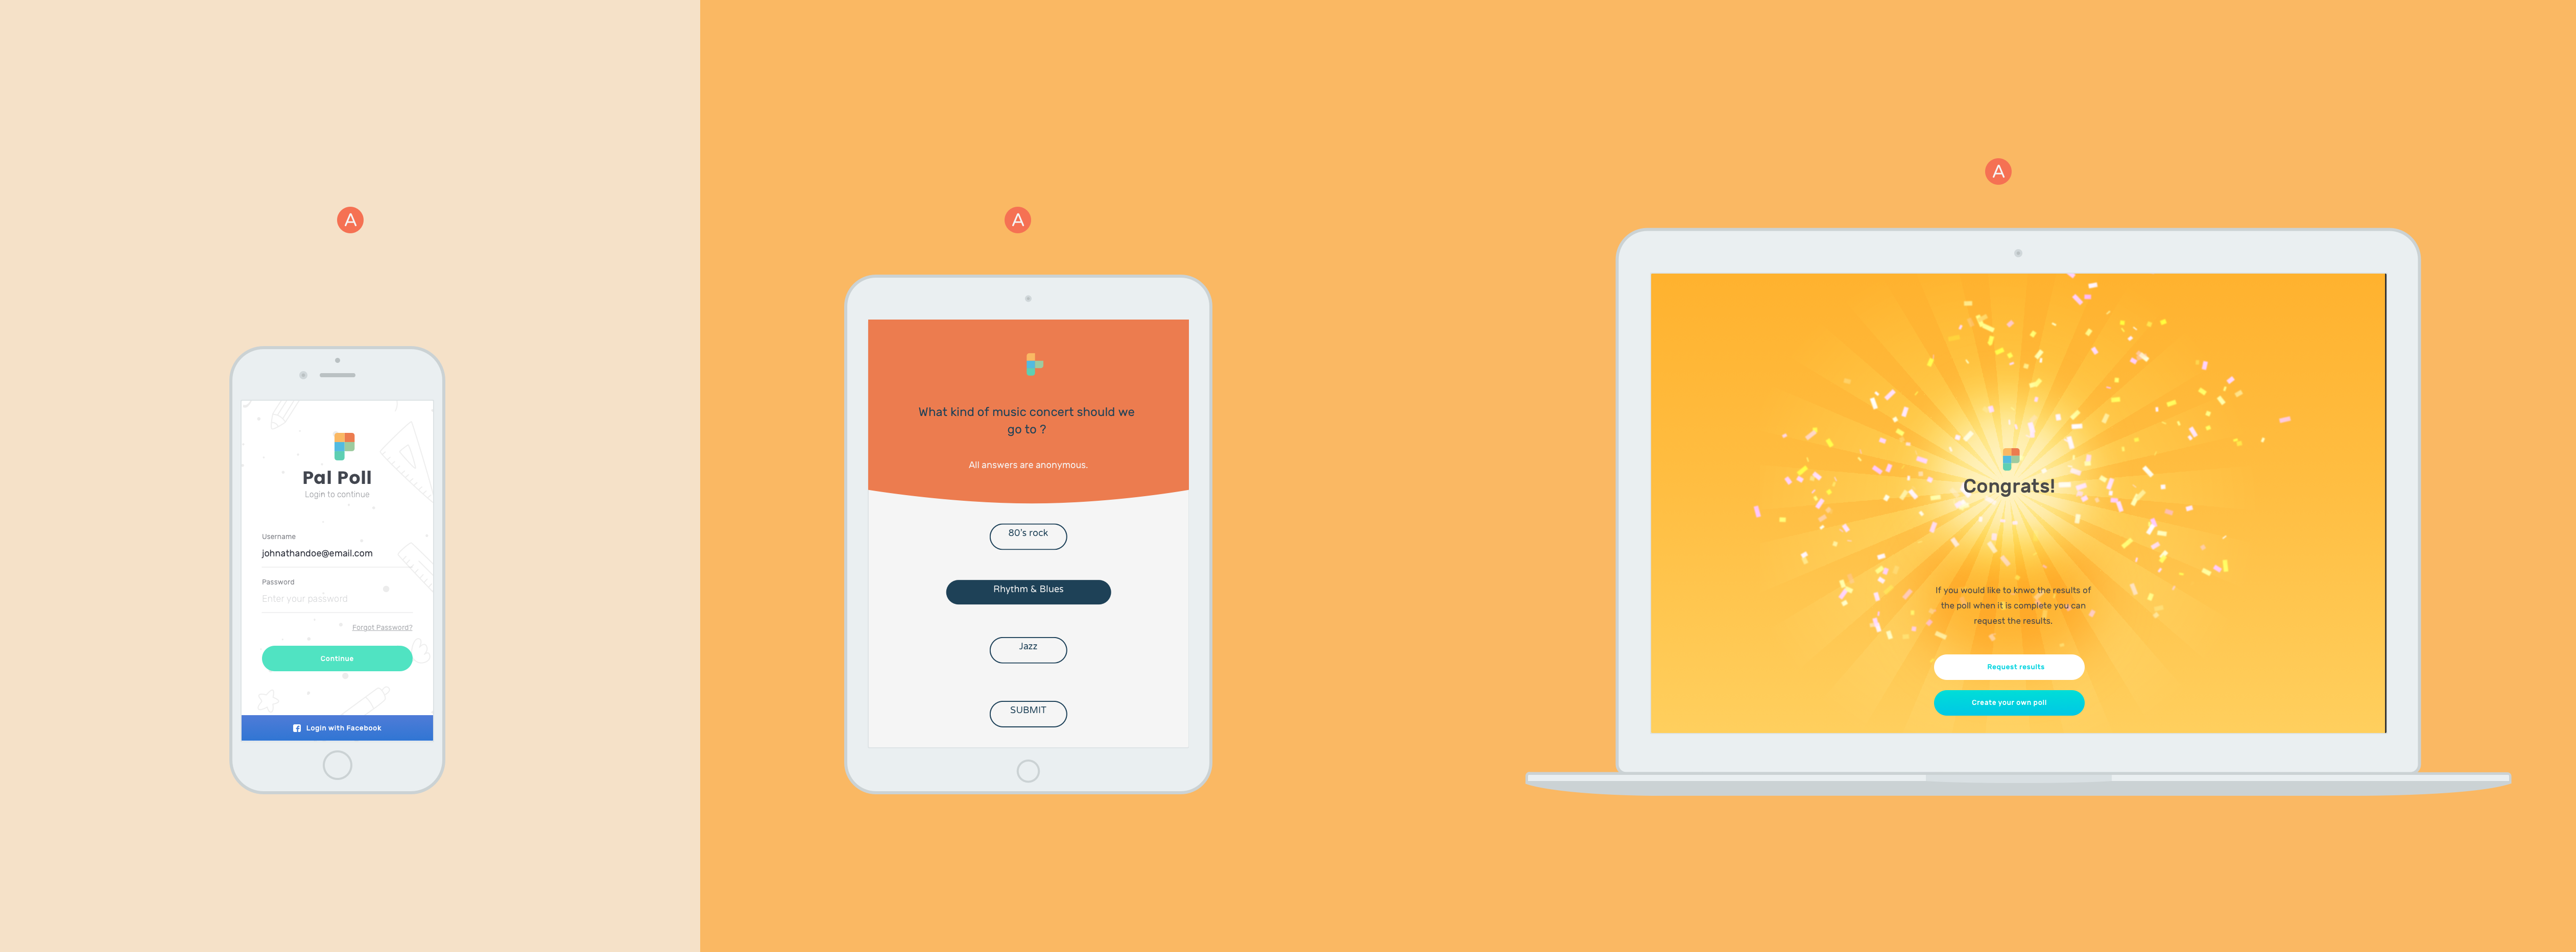 A
Pal Poll
Login to continue
Username
johnathandoe@email.com
Password
Enter your password
Forgot Password?
Continue
Login with Facebook
A
What kind of music concert should we
go to ?
All answers are anonymous.
80's rock
Rhythm & Blues
Jazz
SUBMIT
A
Congrats!
If you would like to knwo the results of
the poll when it is complete you can
request the results.
Request results
Create your own poll